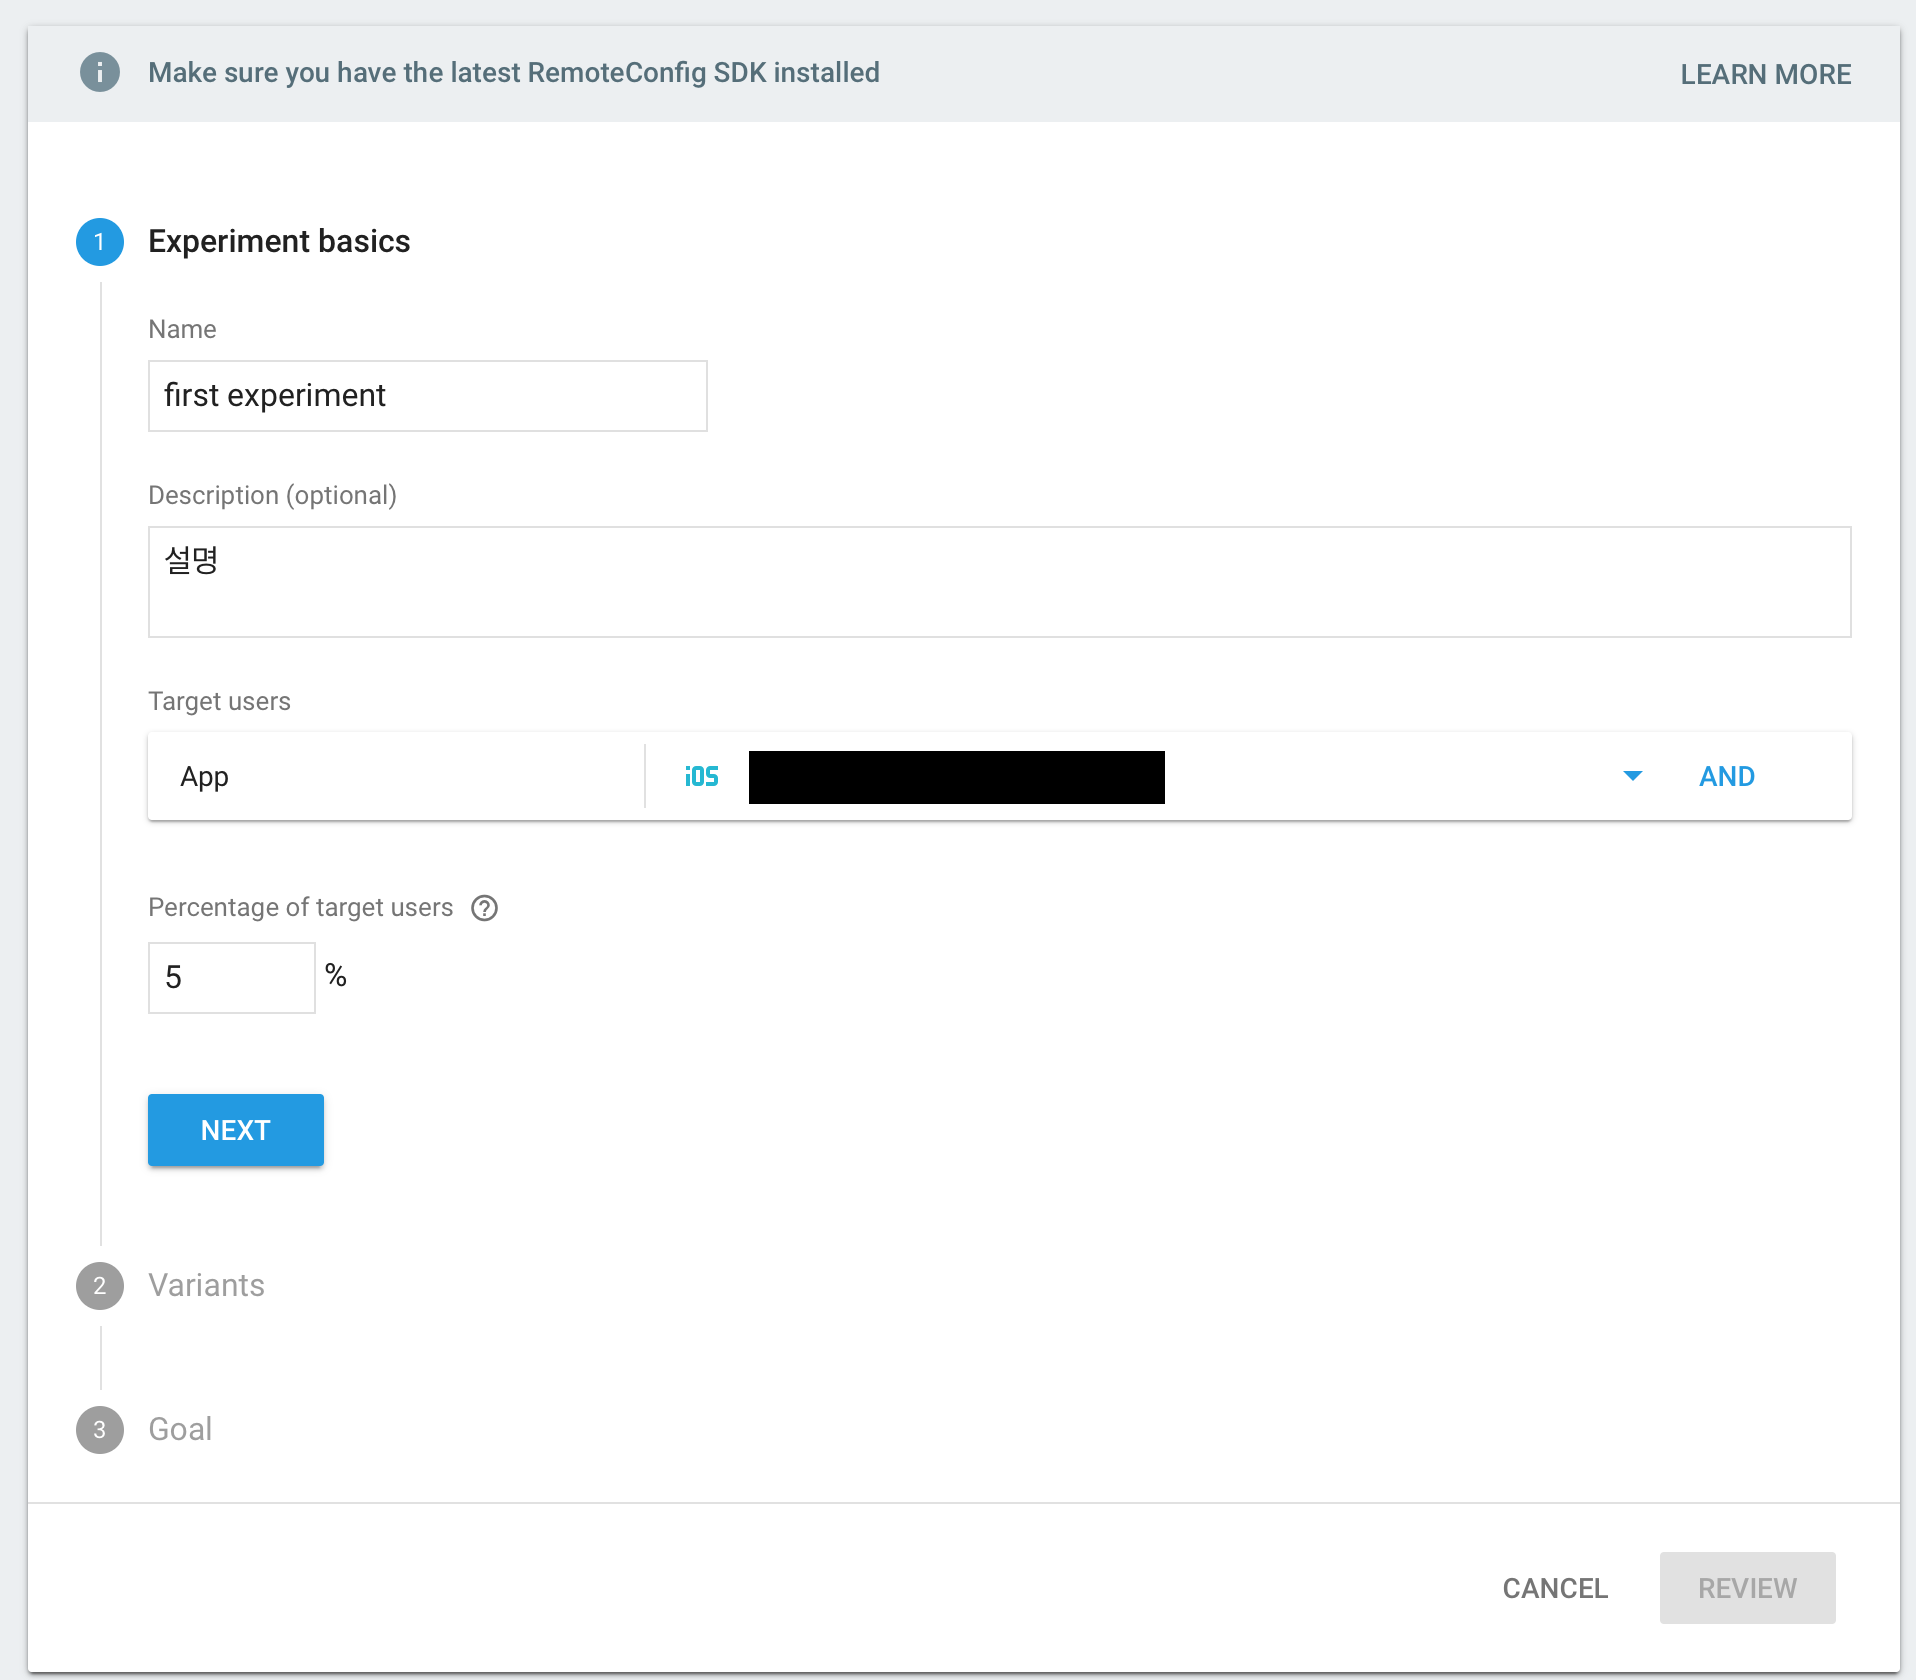 Make sure you have the latest RemoteConfig SDK installed LEARN MORE
1 Experiment basics
Name
first experiment
Description (optional)
설명
Target users
App iOS AND
Percentage of target users ?
5 %
NEXT
2 Variants
3 Goal
CANCEL REVIEW